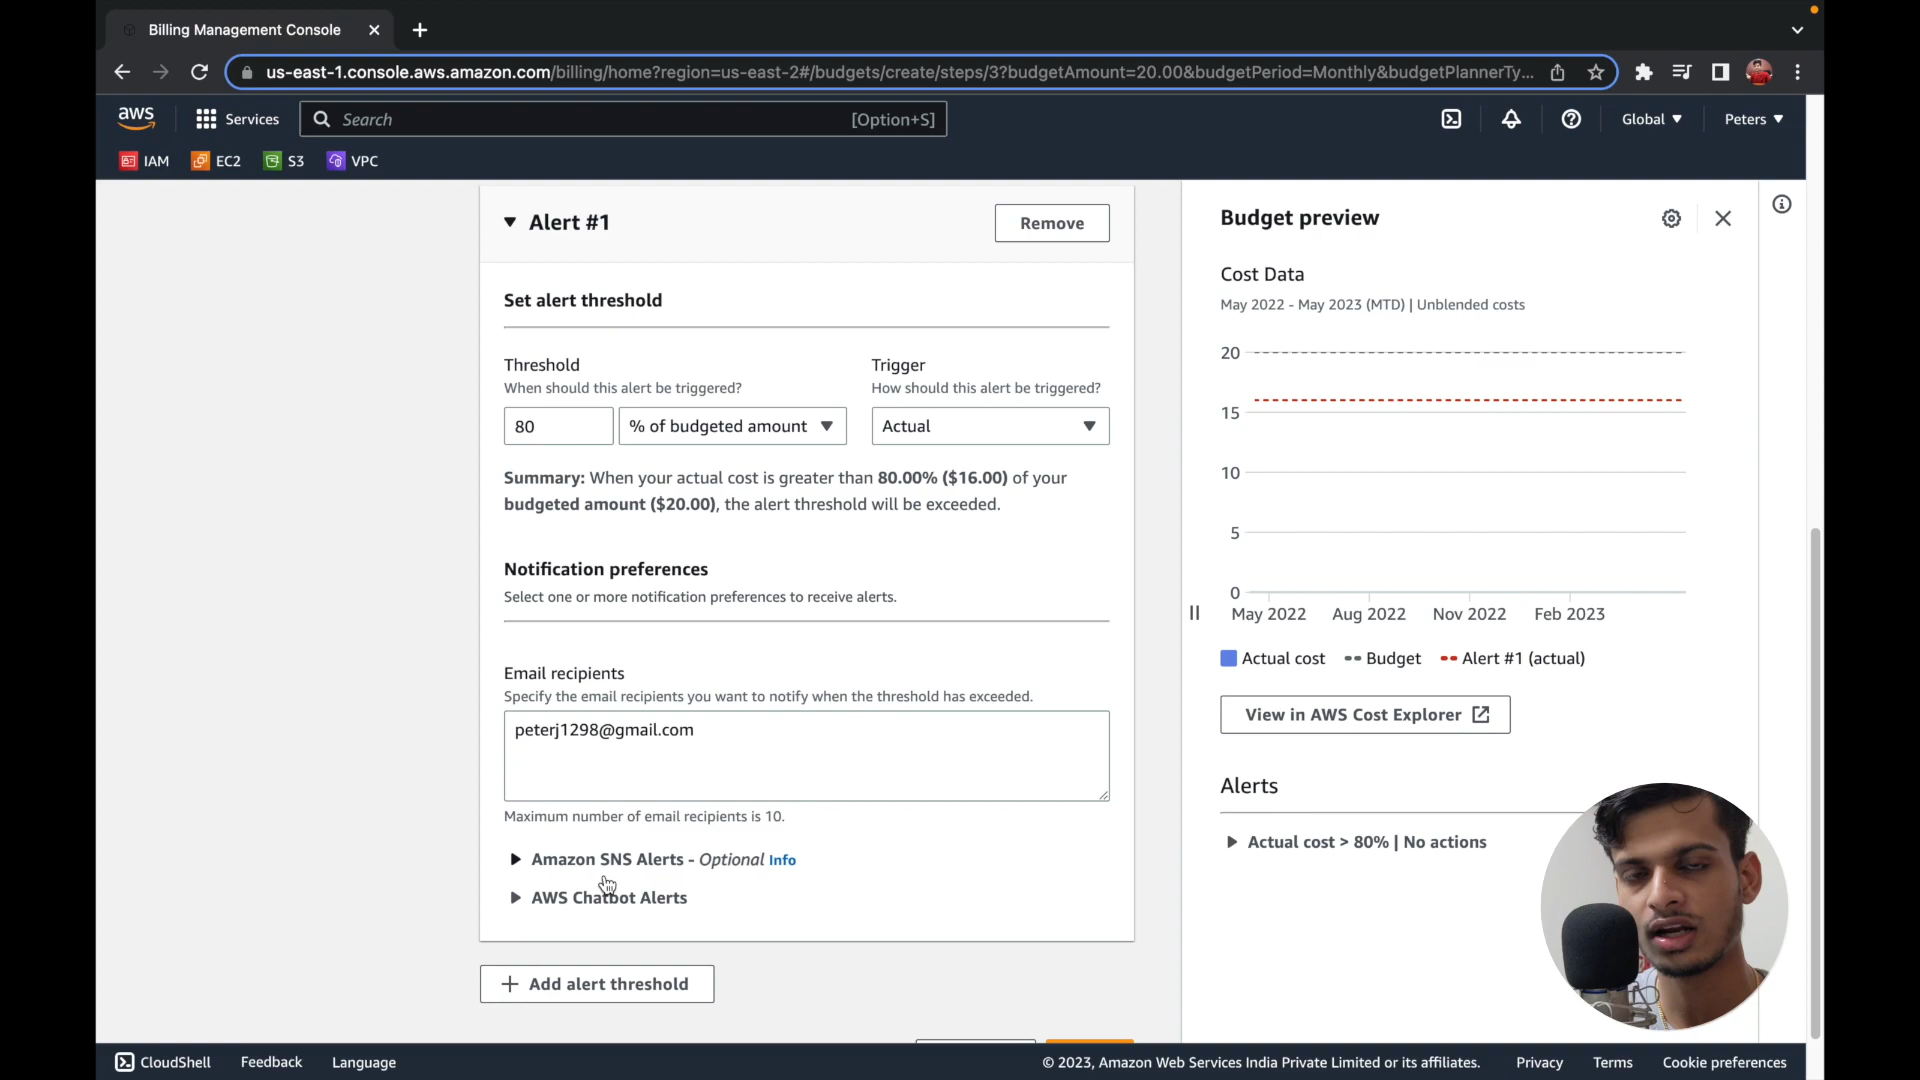 Billing Management Console
us-east-1.console.aws.amazon.com/billing/home?region=us-east-2#/budgets/create/steps/3?budgetAmount=20.00&budgetPeriod=Monthly&budgetPlannerTy...
aws
Services
Search
[Option+S]
Global
Peters
IAM
EC2
S3
VPC
Alert #1
Remove
Set alert threshold
Threshold
When should this alert be triggered?
80
% of budgeted amount
Trigger
How should this alert be triggered?
Actual
Summary: When your actual cost is greater than 80.00% ($16.00) of your
budgeted amount ($20.00), the alert threshold will be exceeded.
Notification preferences
Select one or more notification preferences to receive alerts.
Email recipients
Specify the email recipients you want to notify when the threshold has exceeded.
peterj1298@gmail.com
Maximum number of email recipients is 10.
Amazon SNS Alerts - Optional Info
AWS Chatbot Alerts
Add alert threshold
Budget preview
Cost Data
May 2022 - May 2023 (MTD) | Unblended costs
20
15
10
5
0
May 2022 Aug 2022 Nov 2022 Feb 2023
Actual cost Budget Alert #1 (actual)
View in AWS Cost Explorer
Alerts
Actual cost > 80% | No actions
CloudShell
Feedback
Language
© 2023, Amazon Web Services India Private Limited or its affiliates.
Privacy
Terms
Cookie preferences